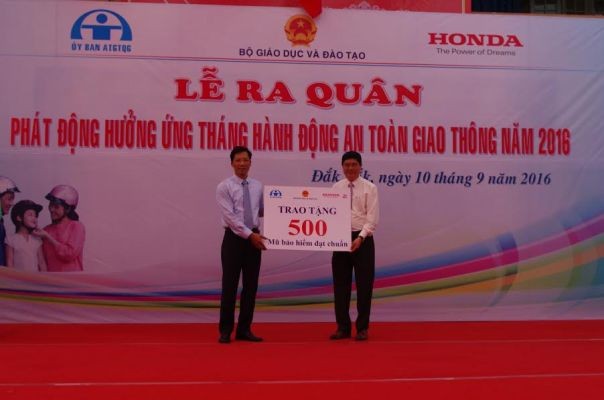 ỦY BAN ATGTQG
BỘ GIÁO DỤC VÀ ĐÀO TẠO
HONDA
The Power of Dreams
LỄ RA QUÂN
PHÁT ĐỘNG HƯỞNG ỨNG THÁNG HÀNH ĐỘNG AN TOÀN GIAO THÔNG NĂM 2016
ngày 10 tháng 9 năm 2016
TRAO TẶNG
500
Mũ bảo hiểm đạt chuẩn